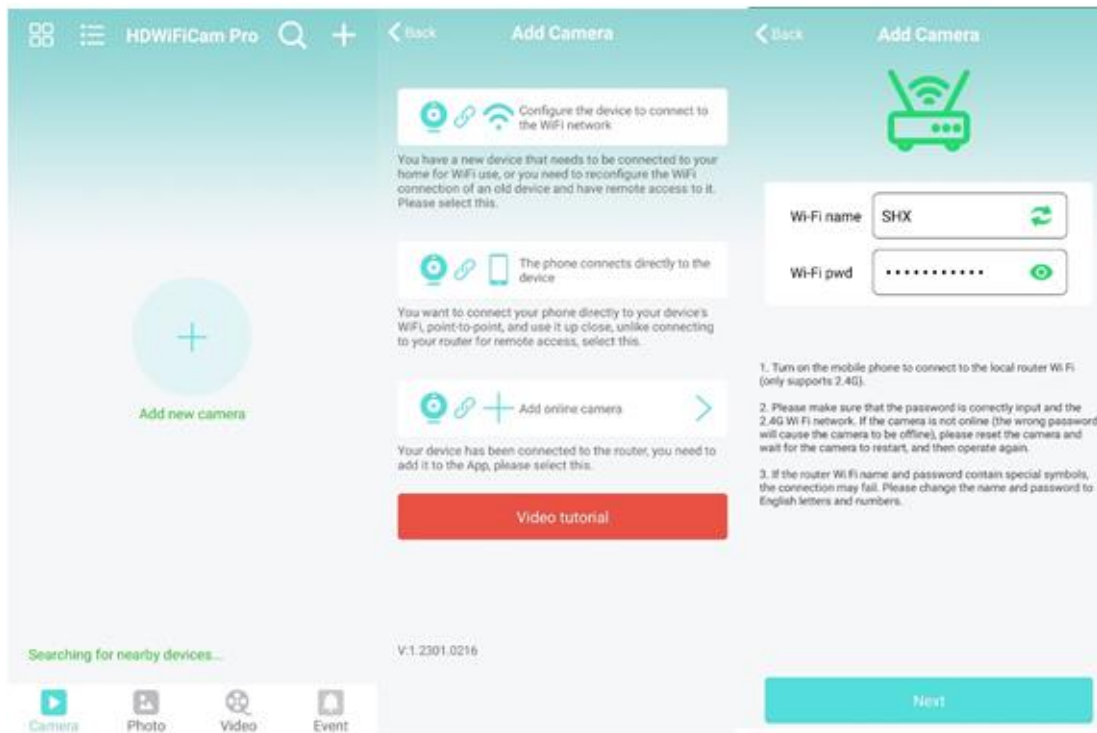 HDWiFiCam Pro
Add new camera
Searching for nearby devices...
Camera
Photo
Video
Event
Back
Add Camera
Configure the device to connect to
the WiFi network
You have a new device that needs to be connected to your
home for WiFi use, or you need to reconfigure the WiFi
connection of an old device and have remote access to it.
Please select this.
The phone connects directly to the
device
You want to connect your phone directly to your device's
WiFi, point-to-point, and use it up close, unlike connecting
to your router for remote access, select this.
Add online camera
Your device has been connected to the router, you need to
add it to the App, please select this.
Video tutorial
V:1.2301.0216
Back
Add Camera
Wi-Fi name
SHX
Wi-Fi pwd
•••••••••••
1. Turn on the mobile phone to connect to the local router Wi Fi
(only supports 2.4G).
2. Please make sure that the password is correctly input and the
2.4G Wi Fi network. If the camera is not online (the wrong password
will cause the camera to be offline), please reset the camera and
wait for the camera to restart, and then operate again.
3. If the router Wi Fi name and password contain special symbols,
the connection may fail. Please change the name and password to
English letters and numbers.
Next